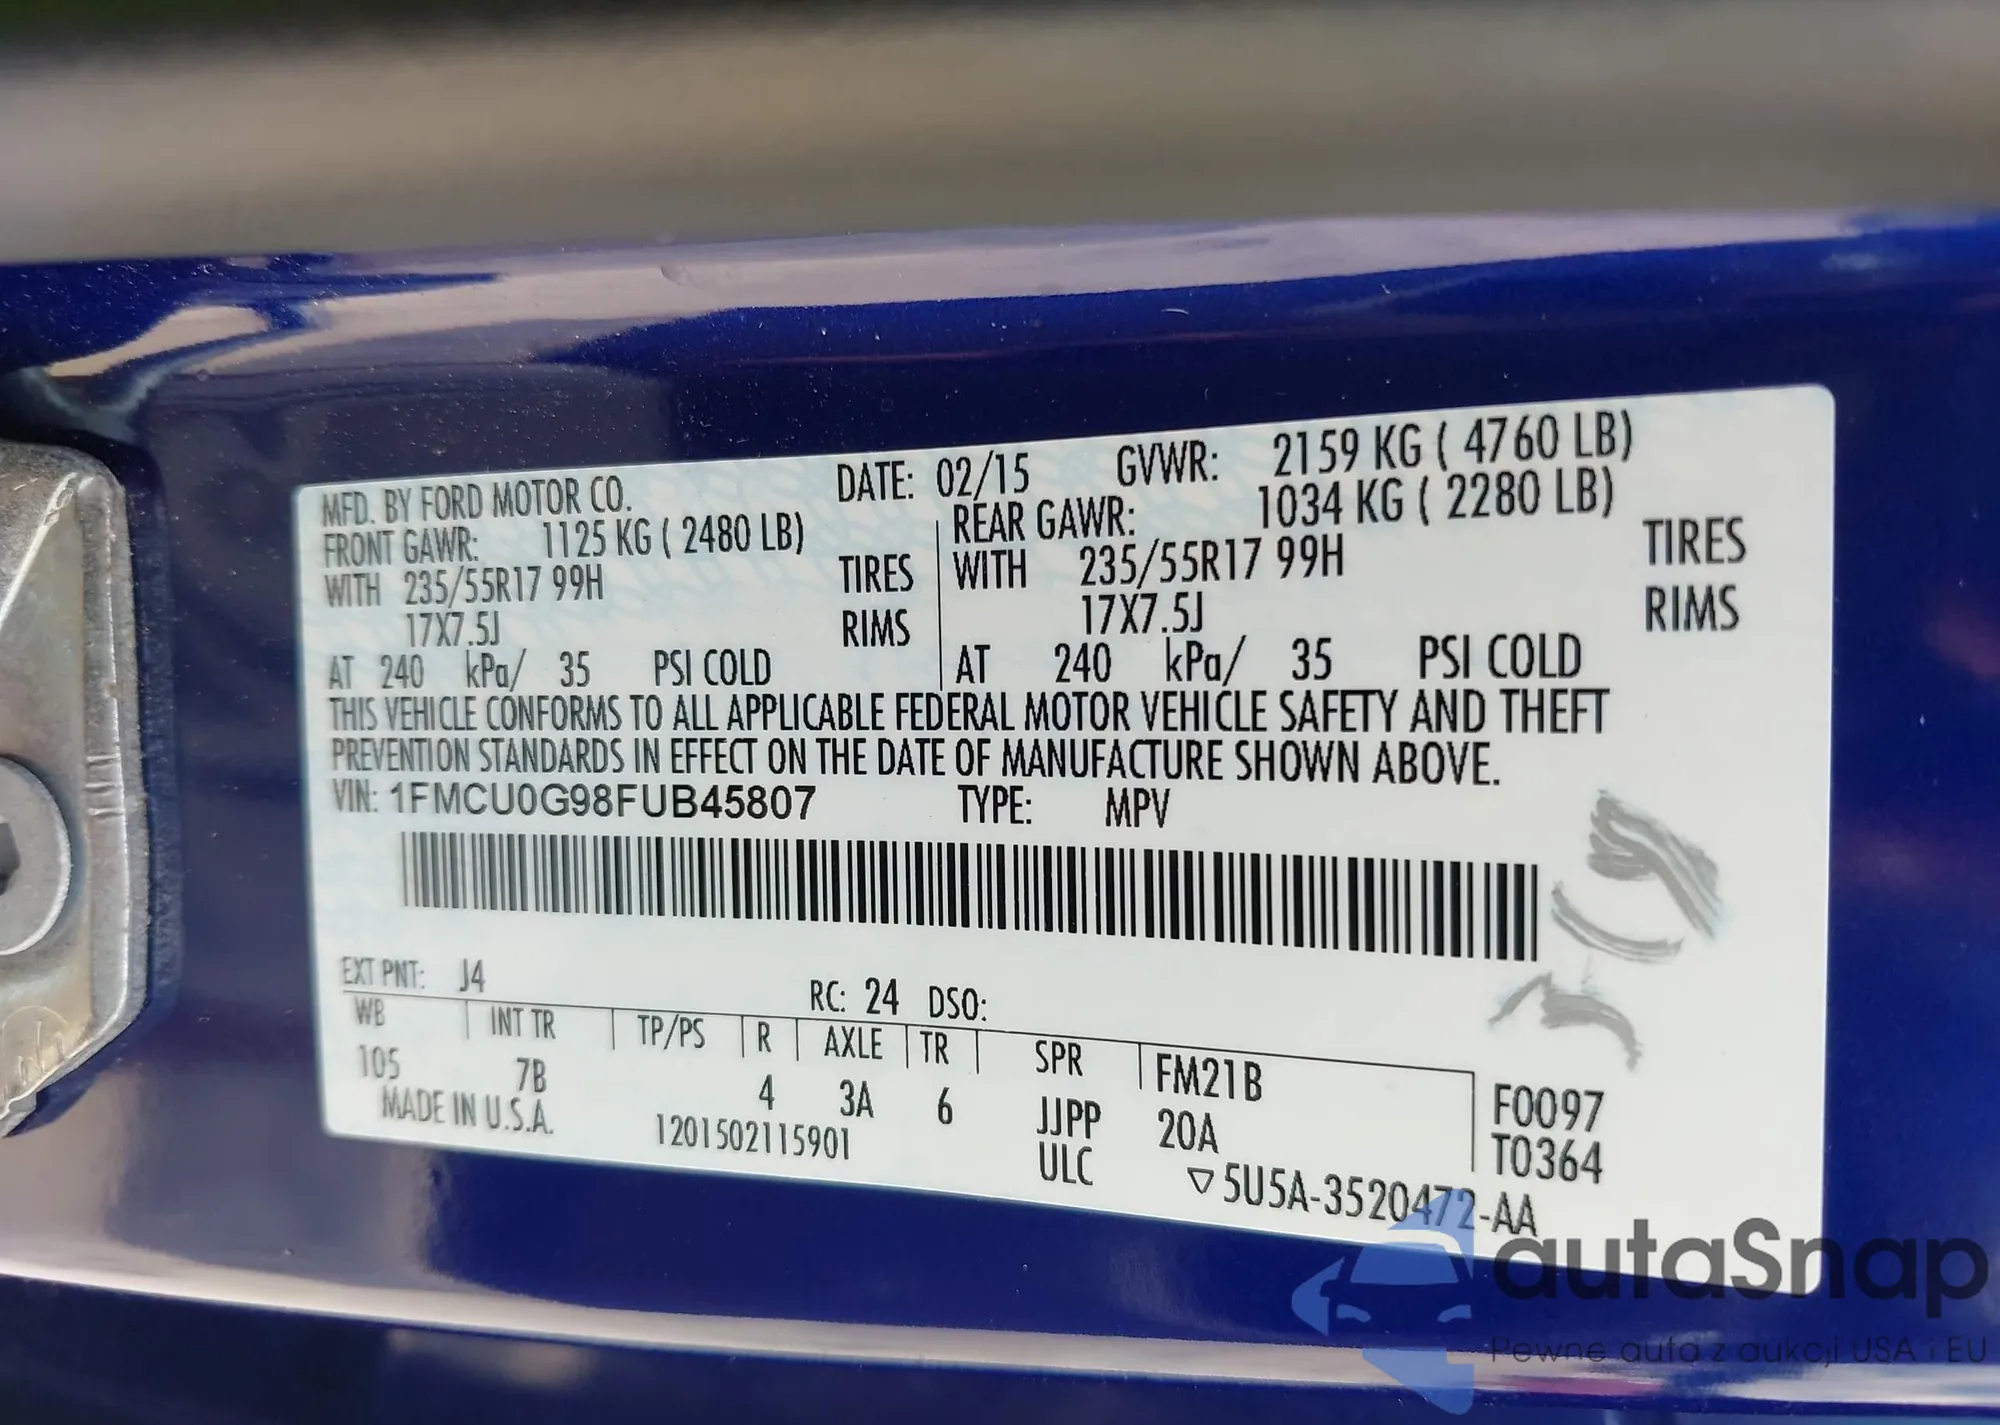 MFD. BY FORD MOTOR CO. DATE: 02/15 GVWR: 2159 KG ( 4760 LB)
FRONT GAWR: 1125 KG ( 2480 LB) REAR GAWR: 1034 KG ( 2280 LB)
WITH 235/55R17 99H TIRES WITH 235/55R17 99H TIRES
17X7.5J RIMS 17X7.5J RIMS
AT 240 kPa/ 35 PSI COLD AT 240 kPa/ 35 PSI COLD
THIS VEHICLE CONFORMS TO ALL APPLICABLE FEDERAL MOTOR VEHICLE SAFETY AND THEFT
PREVENTION STANDARDS IN EFFECT ON THE DATE OF MANUFACTURE SHOWN ABOVE.
VIN: 1FMCU0G98FUB45807 TYPE: MPV
EXT PNT: J4 RC: 24 DSO:
WB INT TR TP/PS R AXLE TR SPR FM21B F0097
105 7B 4 3A 6 JJPP 20A T0364
MADE IN U.S.A. 1201502115901 ULC ▽5U5A-3520472-AA
autaSnap
Pewne auta z aukcji USA i EU